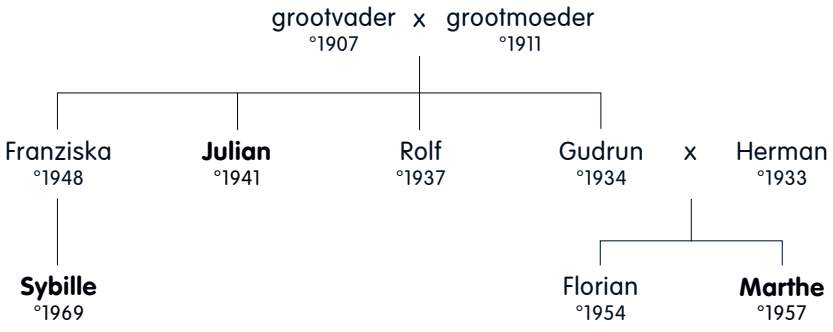 grootvader x grootmoeder
°1907 °1911
Franziska Julian Rolf Gudrun x Herman
°1948 °1941 °1937 °1934 °1933
Sybille Florian Marthe
°1969 °1954 °1957